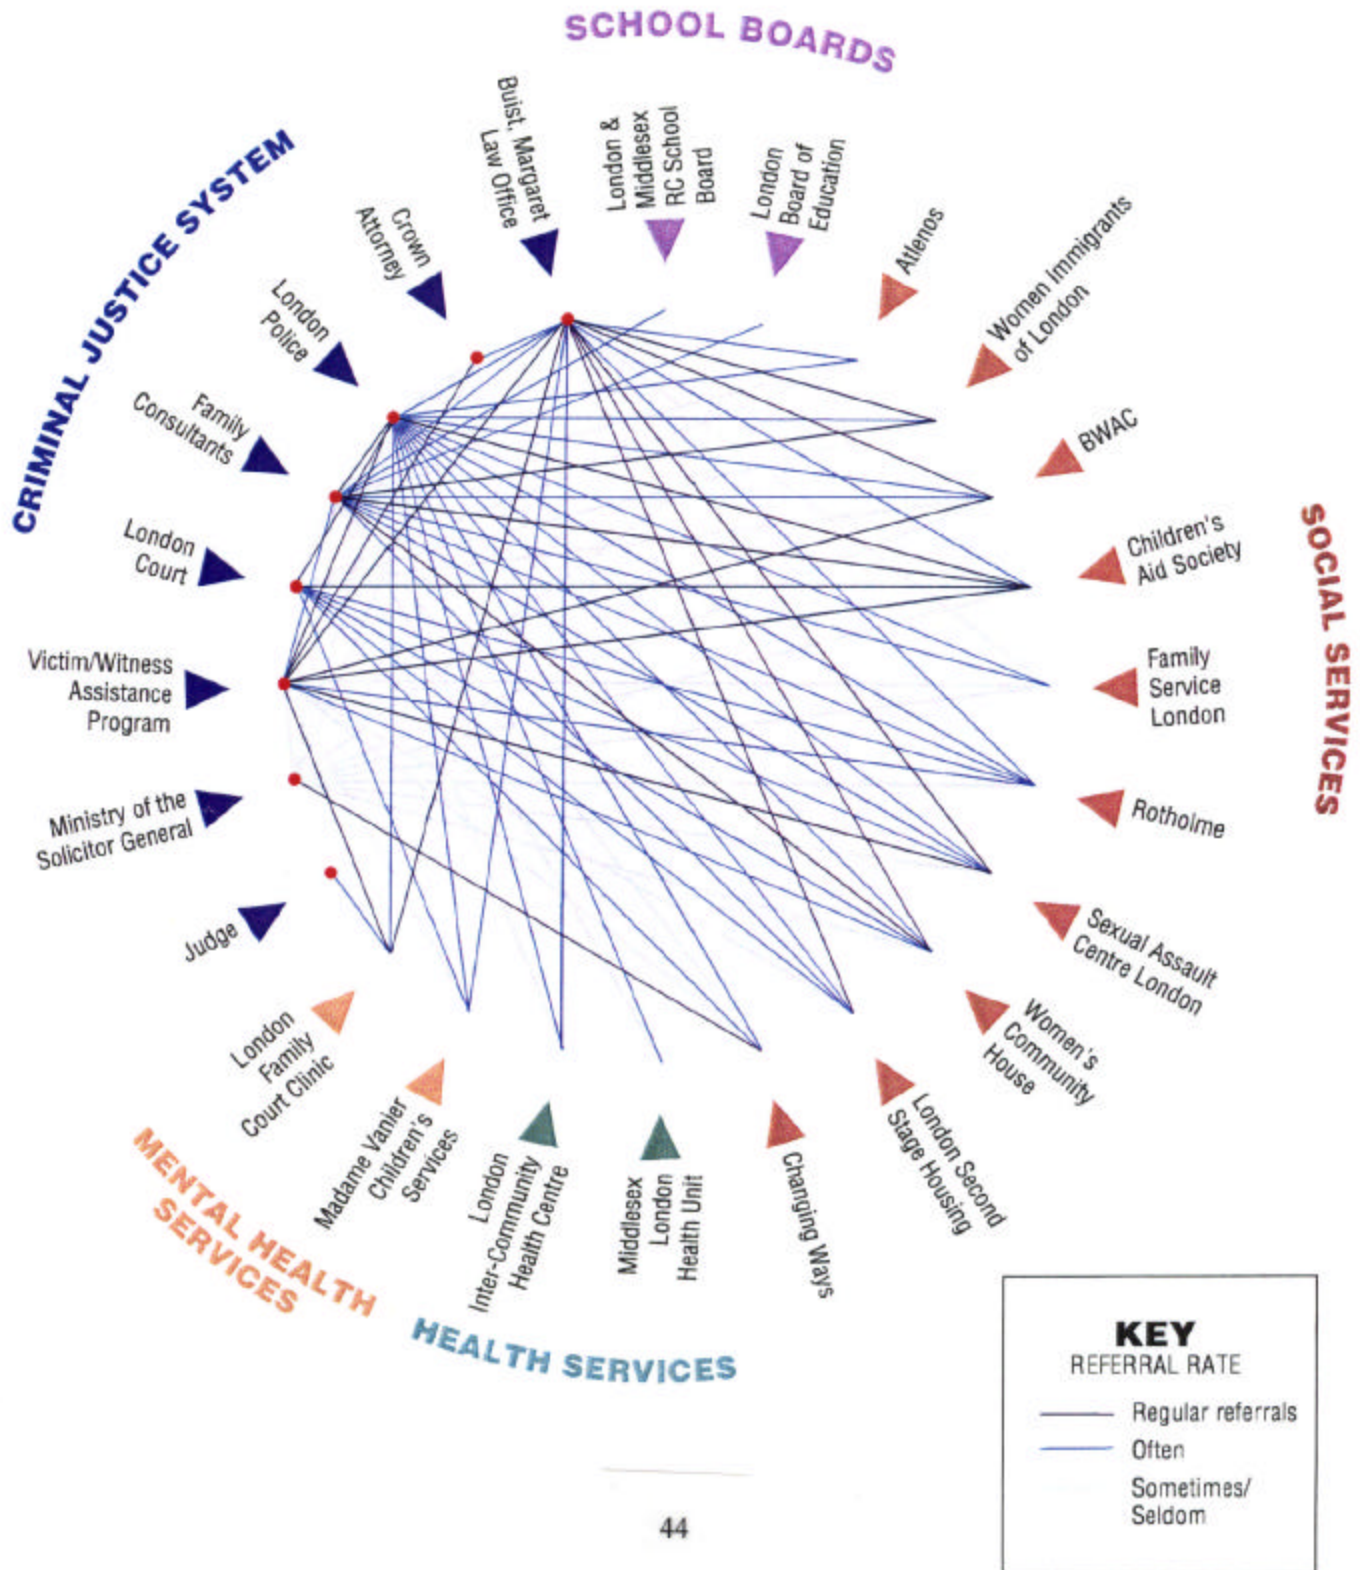 SCHOOL BOARDS
CRIMINAL JUSTICE SYSTEM
SOCIAL SERVICES
MENTAL HEALTH
SERVICES
HEALTH SERVICES
Buist, Margaret
Law Office
London &
Middlesex
RC School
Board
London
Board of
Education
Atlenos
Women Immigrants
of London
BWAC
Children's
Aid Society
Family
Service
London
Rotholme
Sexual Assault
Centre London
Women's
Community
House
London Second
Stage Housing
Changing Ways
Middlesex
London
Health Unit
London
Inter-Community
Health Centre
Madame Vanier
Children's
Services
London
Family
Court Clinic
Judge
Ministry of the
Solicitor General
Victim/Witness
Assistance
Program
London
Court
Family
Consultants
London
Police
Crown
Attorney
KEY
REFERRAL RATE
Regular referrals
Often
Sometimes/
Seldom
44